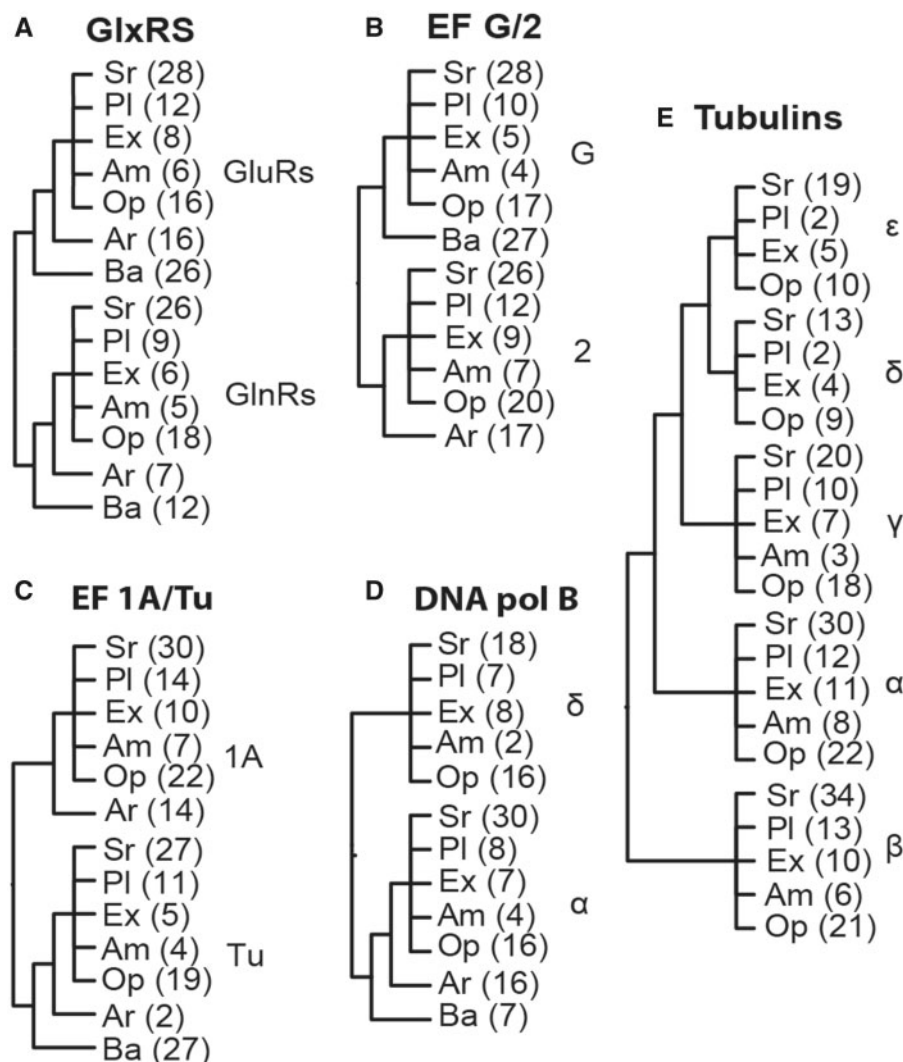 A GlxRS
Sr (28)
Pl (12)
Ex (8)
Am (6)
Op (16)
GluRs
Ar (16)
Ba (26)
Sr (26)
Pl (9)
Ex (6)
Am (5)
Op (18)
GlnRs
Ar (7)
Ba (12)
B EF G/2
Sr (28)
Pl (10)
Ex (5)
Am (4)
Op (17)
G
Ba (27)
Sr (26)
Pl (12)
Ex (9)
Am (7)
Op (20)
2
Ar (17)
C EF 1A/Tu
Sr (30)
Pl (14)
Ex (10)
Am (7)
Op (22)
1A
Ar (14)
Sr (27)
Pl (11)
Ex (5)
Am (4)
Op (19)
Tu
Ar (2)
Ba (27)
D DNA pol B
Sr (18)
Pl (7)
Ex (8)
Am (2)
Op (16)
δ
Sr (30)
Pl (8)
Ex (7)
Am (4)
Op (16)
α
Ar (16)
Ba (7)
E Tubulins
Sr (19)
Pl (2)
Ex (5)
Op (10)
ε
Sr (13)
Pl (2)
Ex (4)
Op (9)
δ
Sr (20)
Pl (10)
Ex (7)
Am (3)
Op (18)
γ
Sr (30)
Pl (12)
Ex (11)
Am (8)
Op (22)
α
Sr (34)
Pl (13)
Ex (10)
Am (6)
Op (21)
β